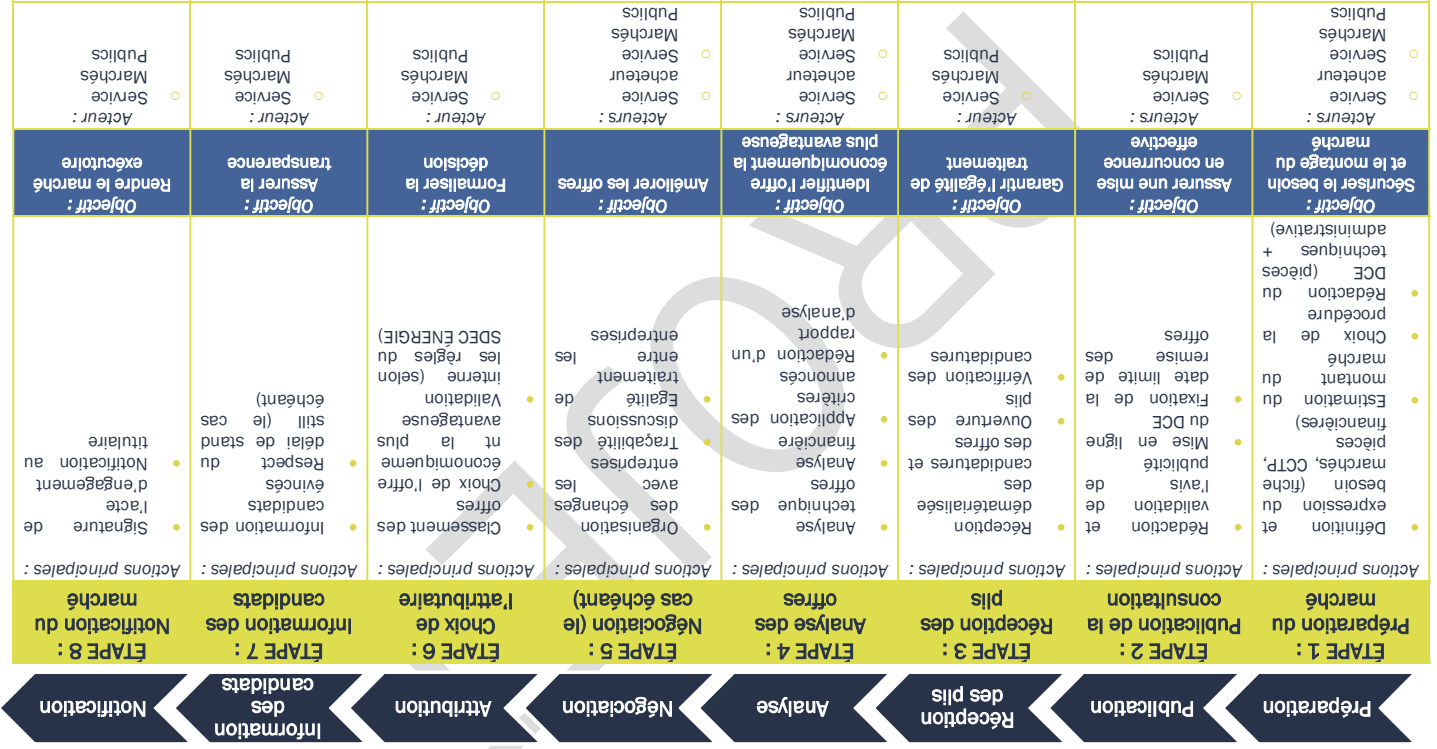 Préparation
Publication
Réception
des plis
Analyse
Négociation
Attribution
Information
des
candidats
Notification
ÉTAPE 1 :
Préparation du
marché
Actions principales :
• Définition et
expression du
besoin (fiche
marchés, CCTP,
pièces
financières)
• Estimation du
montant du
marché
• Choix de la
procédure
• Rédaction du
DCE (pièces
techniques +
administrative)
Objectif :
Sécuriser le besoin
et le montage du
marché
Acteurs :
○ Service
acheteur
○ Service
Marchés
Publics
ÉTAPE 2 :
Publication de la
consultation
Actions principales :
• Rédaction et
validation de
l'avis de
publicité
• Mise en ligne
du DCE
• Fixation de la
date limite de
remise des
offres
Objectif :
Assurer une mise
en concurrence
effective
Acteurs :
○ Service
Marchés
Publics
ÉTAPE 3 :
Réception des
plis
Actions principales :
• Réception
dématérialisée
des
candidatures et
des offres
• Ouverture des
plis
• Vérification des
candidatures
Objectif :
Garantir l'égalité de
traitement
Acteur :
○ Service
Marchés
Publics
ÉTAPE 4 :
Analyse des
offres
Actions principales :
• Analyse
technique des
offres
• Analyse
financière
• Application des
critères
annoncés
• Rédaction d'un
rapport
d'analyse
Objectif :
Identifier l'offre
économiquement la
plus avantageuse
Acteurs :
○ Service
acheteur
○ Service
Marchés
Publics
ÉTAPE 5 :
Négociation (le
cas échéant)
Actions principales :
• Organisation
des échanges
avec les
entreprises
• Traçabilité des
discussions
• Égalité de
traitement
entre les
entreprises
Objectif :
Améliorer les offres
Acteurs :
○ Service
acheteur
○ Service
Marchés
Publics
ÉTAPE 6 :
Choix de
l'attributaire
Actions principales :
• Classement des
offres
• Choix de l'offre
économiqueme
nt la plus
avantageuse
• Validation
interne (selon
les règles du
SDEC ÉNERGIE)
Objectif :
Formaliser la
décision
Acteur :
○ Service
Marchés
Publics
ÉTAPE 7 :
Information des
candidats
Actions principales :
• Information des
candidats
évincés
• Respect du
délai de stand
still (le cas
échéant)
Objectif :
Assurer la
transparence
Acteur :
○ Service
Marchés
Publics
ÉTAPE 8 :
Notification du
marché
Actions principales :
• Signature de
l'acte
d'engagement
• Notification au
titulaire
Objectif :
Rendre le marché
exécutoire
Acteur :
○ Service
Marchés
Publics